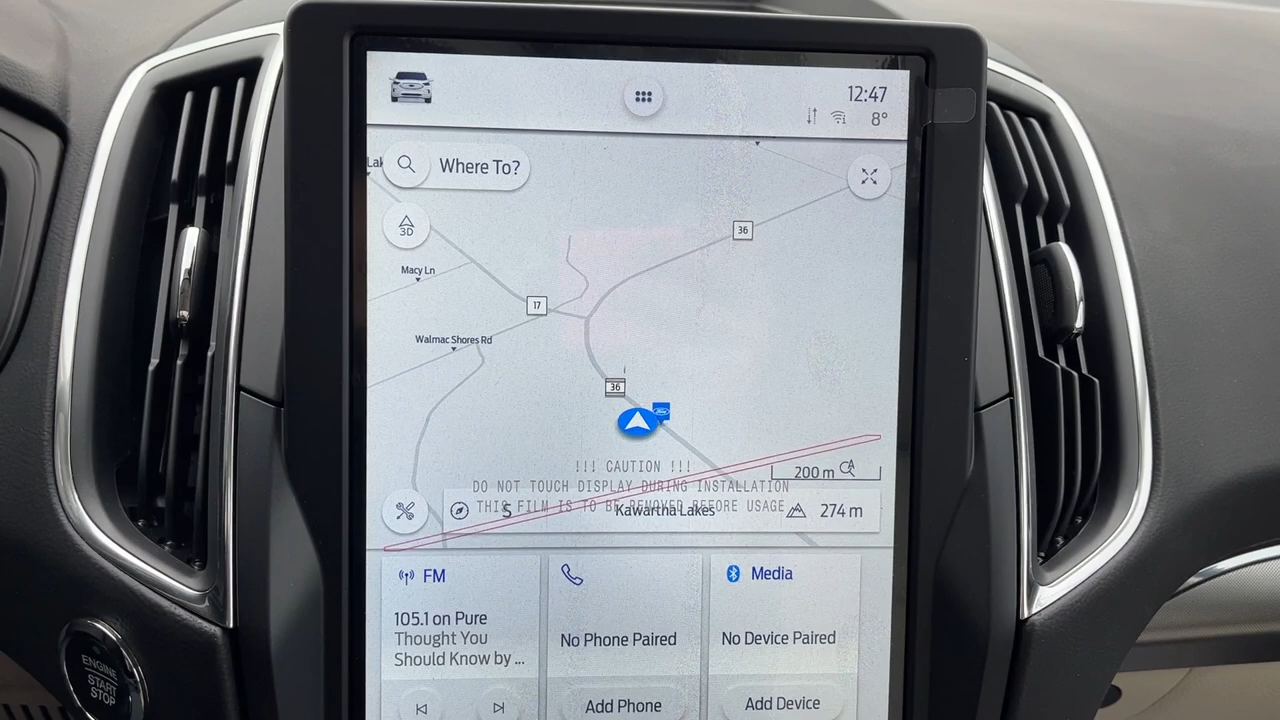 12:47
8°
Lak
Where To?
3D
36
Macy Ln
17
Walmac Shores Rd
36
Ford
!!! CAUTION !!!
200 m
DO NOT TOUCH DISPLAY DURING INSTALLATION
THIS FILM IS TO BE REMOVED BEFORE USAGE
S
Kawartha Lakes
274 m
FM
Media
105.1 on Pure
Thought You
Should Know by ...
No Phone Paired
No Device Paired
Add Phone
Add Device
ENGINE
START
STOP